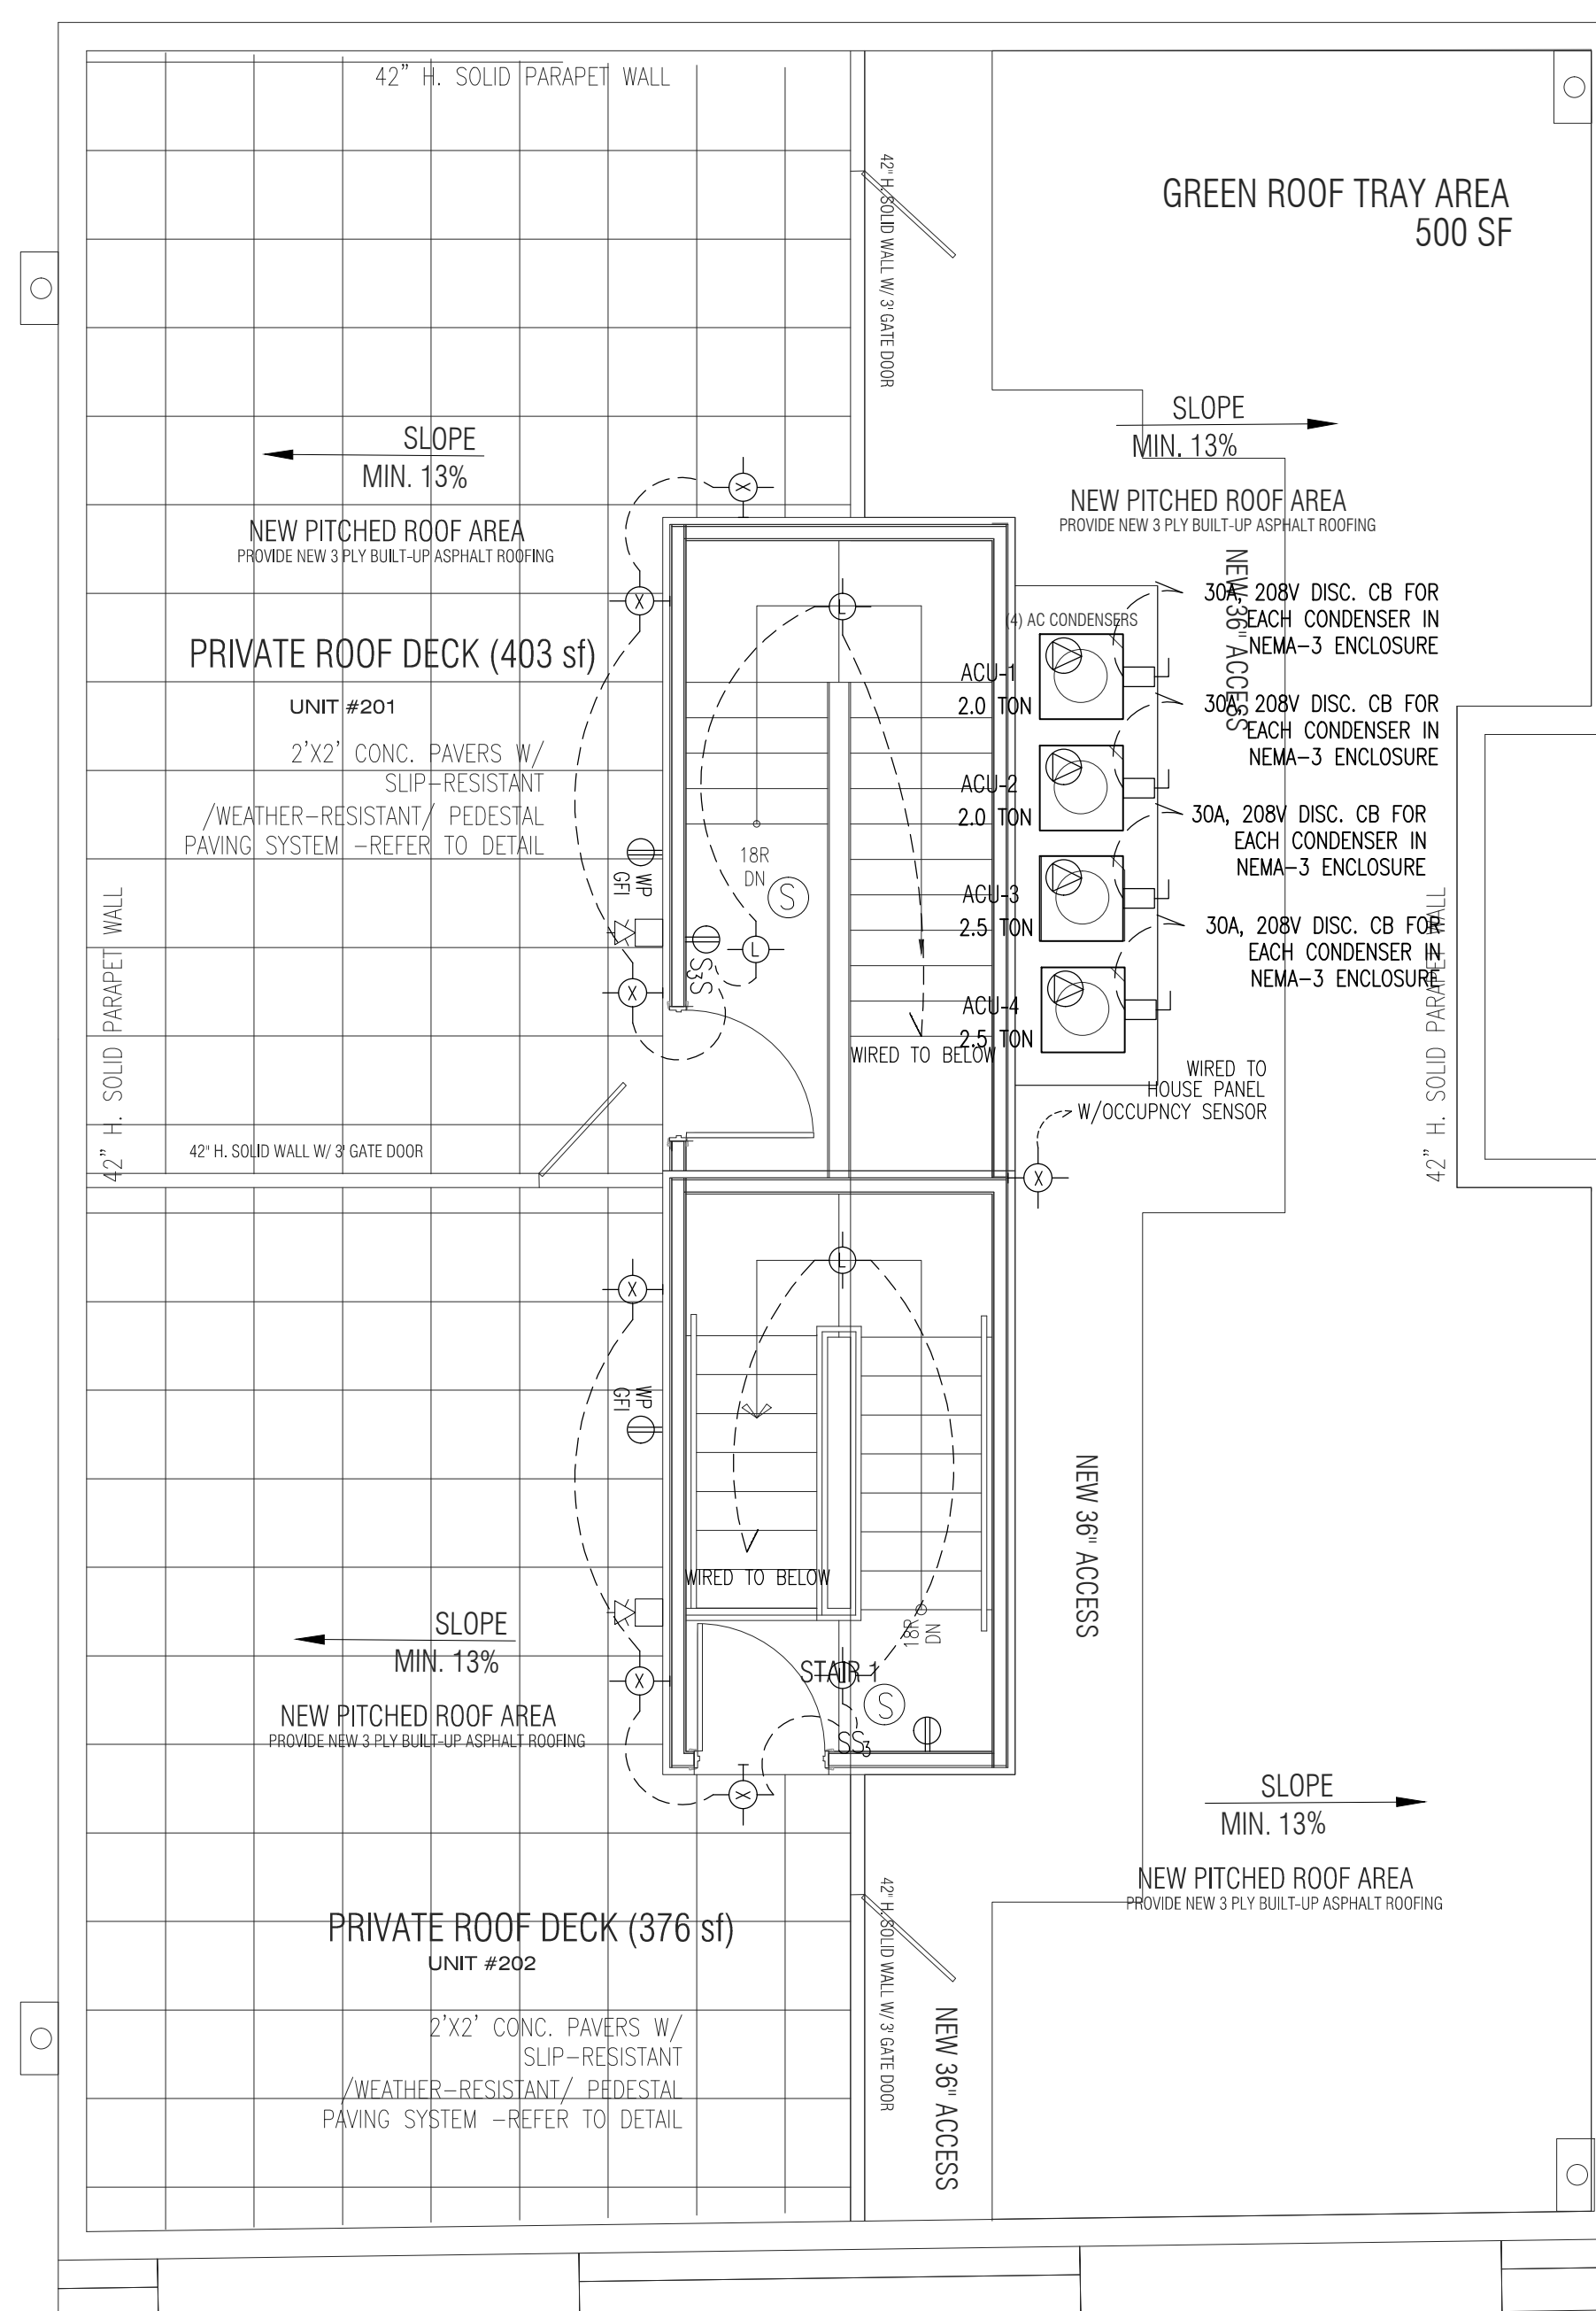 42" H. SOLID PARAPET WALL
42" H. SOLID WALL W/ 3' GATE DOOR
GREEN ROOF TRAY AREA
500 SF
SLOPE
MIN. 13%
NEW PITCHED ROOF AREA
PROVIDE NEW 3 PLY BUILT-UP ASPHALT ROOFING
SLOPE
MIN. 13%
NEW PITCHED ROOF AREA
PROVIDE NEW 3 PLY BUILT-UP ASPHALT ROOFING
PRIVATE ROOF DECK (403 sf)
UNIT #201
2'X2' CONC. PAVERS W/
SLIP-RESISTANT
/WEATHER-RESISTANT/ PEDESTAL
PAVING SYSTEM -REFER TO DETAIL
42" H. SOLID PARAPET WALL
42" H. SOLID WALL W/ 3' GATE DOOR
X
X
X
WP
GFI
L
18R
DN
S
L
S3S
WIRED TO BELOW
(4) AC CONDENSERS
ACU-1
2.0 TON
ACU-2
2.0 TON
ACU-3
2.5 TON
ACU-4
2.5 TON
NEW 36" ACCESS
30A, 208V DISC. CB FOR
EACH CONDENSER IN
NEMA-3 ENCLOSURE
30A, 208V DISC. CB FOR
EACH CONDENSER IN
NEMA-3 ENCLOSURE
30A, 208V DISC. CB FOR
EACH CONDENSER IN
NEMA-3 ENCLOSURE
30A, 208V DISC. CB FOR
EACH CONDENSER IN
NEMA-3 ENCLOSURE
42" H. SOLID PARAPET WALL
WIRED TO
HOUSE PANEL
W/OCCUPNCY SENSOR
X
X
L
WP
GFI
WIRED TO BELOW
18R
DN
STAIR 1
L
S
SS3
X
X
NEW 36" ACCESS
SLOPE
MIN. 13%
NEW PITCHED ROOF AREA
PROVIDE NEW 3 PLY BUILT-UP ASPHALT ROOFING
SLOPE
MIN. 13%
NEW PITCHED ROOF AREA
PROVIDE NEW 3 PLY BUILT-UP ASPHALT ROOFING
PRIVATE ROOF DECK (376 sf)
UNIT #202
2'X2' CONC. PAVERS W/
SLIP-RESISTANT
/WEATHER-RESISTANT/ PEDESTAL
PAVING SYSTEM -REFER TO DETAIL
42" H. SOLID WALL W/ 3' GATE DOOR
NEW 36" ACCESS